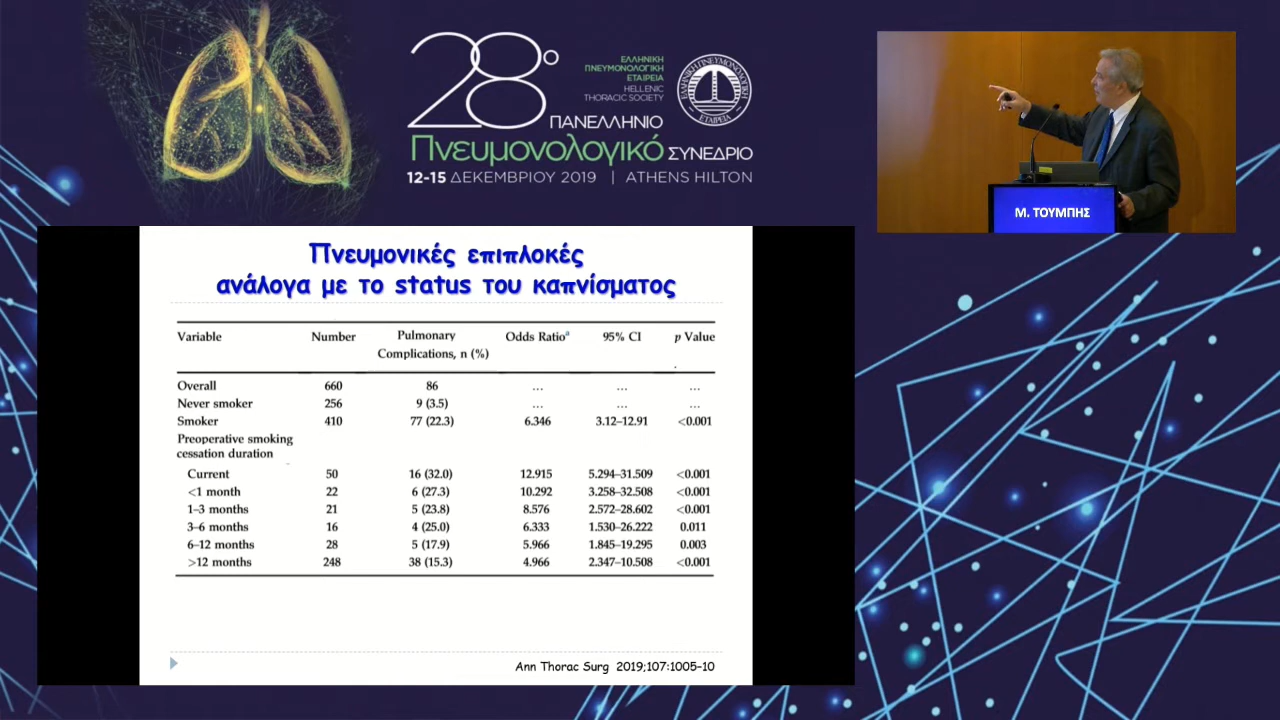 28ο
ΕΛΛΗΝΙΚΗ
ΠΝΕΥΜΟΝΟΛΟΓΙΚΗ
ΕΤΑΙΡΕΙΑ
HELLENIC
THORACIC SOCIETY
ΕΛΛΗΝΙΚΗ ΠΝΕΥΜΟΝΟΛΟΓΙΚΗ
ΕΤΑΙΡΕΙΑ
ΠΑΝΕΛΛΗΝΙΟ
Πνευμονολογικό ΣΥΝΕΔΡΙΟ
12-15 ΔΕΚΕΜΒΡΙΟΥ 2019 | ATHENS HILTON
Μ. ΤΟΥΜΠΗΣ
Πνευμονικές επιπλοκές
ανάλογα με το status του καπνίσματος
Variable Number Pulmonary Complications, n (%) Odds Ratioa 95% CI p Value
Overall 660 86 ... ... ...
Never smoker 256 9 (3.5) ... ... ...
Smoker 410 77 (22.3) 6.346 3.12–12.91 <0.001
Preoperative smoking
cessation duration
Current 50 16 (32.0) 12.915 5.294–31.509 <0.001
<1 month 22 6 (27.3) 10.292 3.258–32.508 <0.001
1–3 months 21 5 (23.8) 8.576 2.572–28.602 <0.001
3–6 months 16 4 (25.0) 6.333 1.530–26.222 0.011
6–12 months 28 5 (17.9) 5.966 1.845–19.295 0.003
>12 months 248 38 (15.3) 4.966 2.347–10.508 <0.001
Ann Thorac Surg 2019;107:1005-10